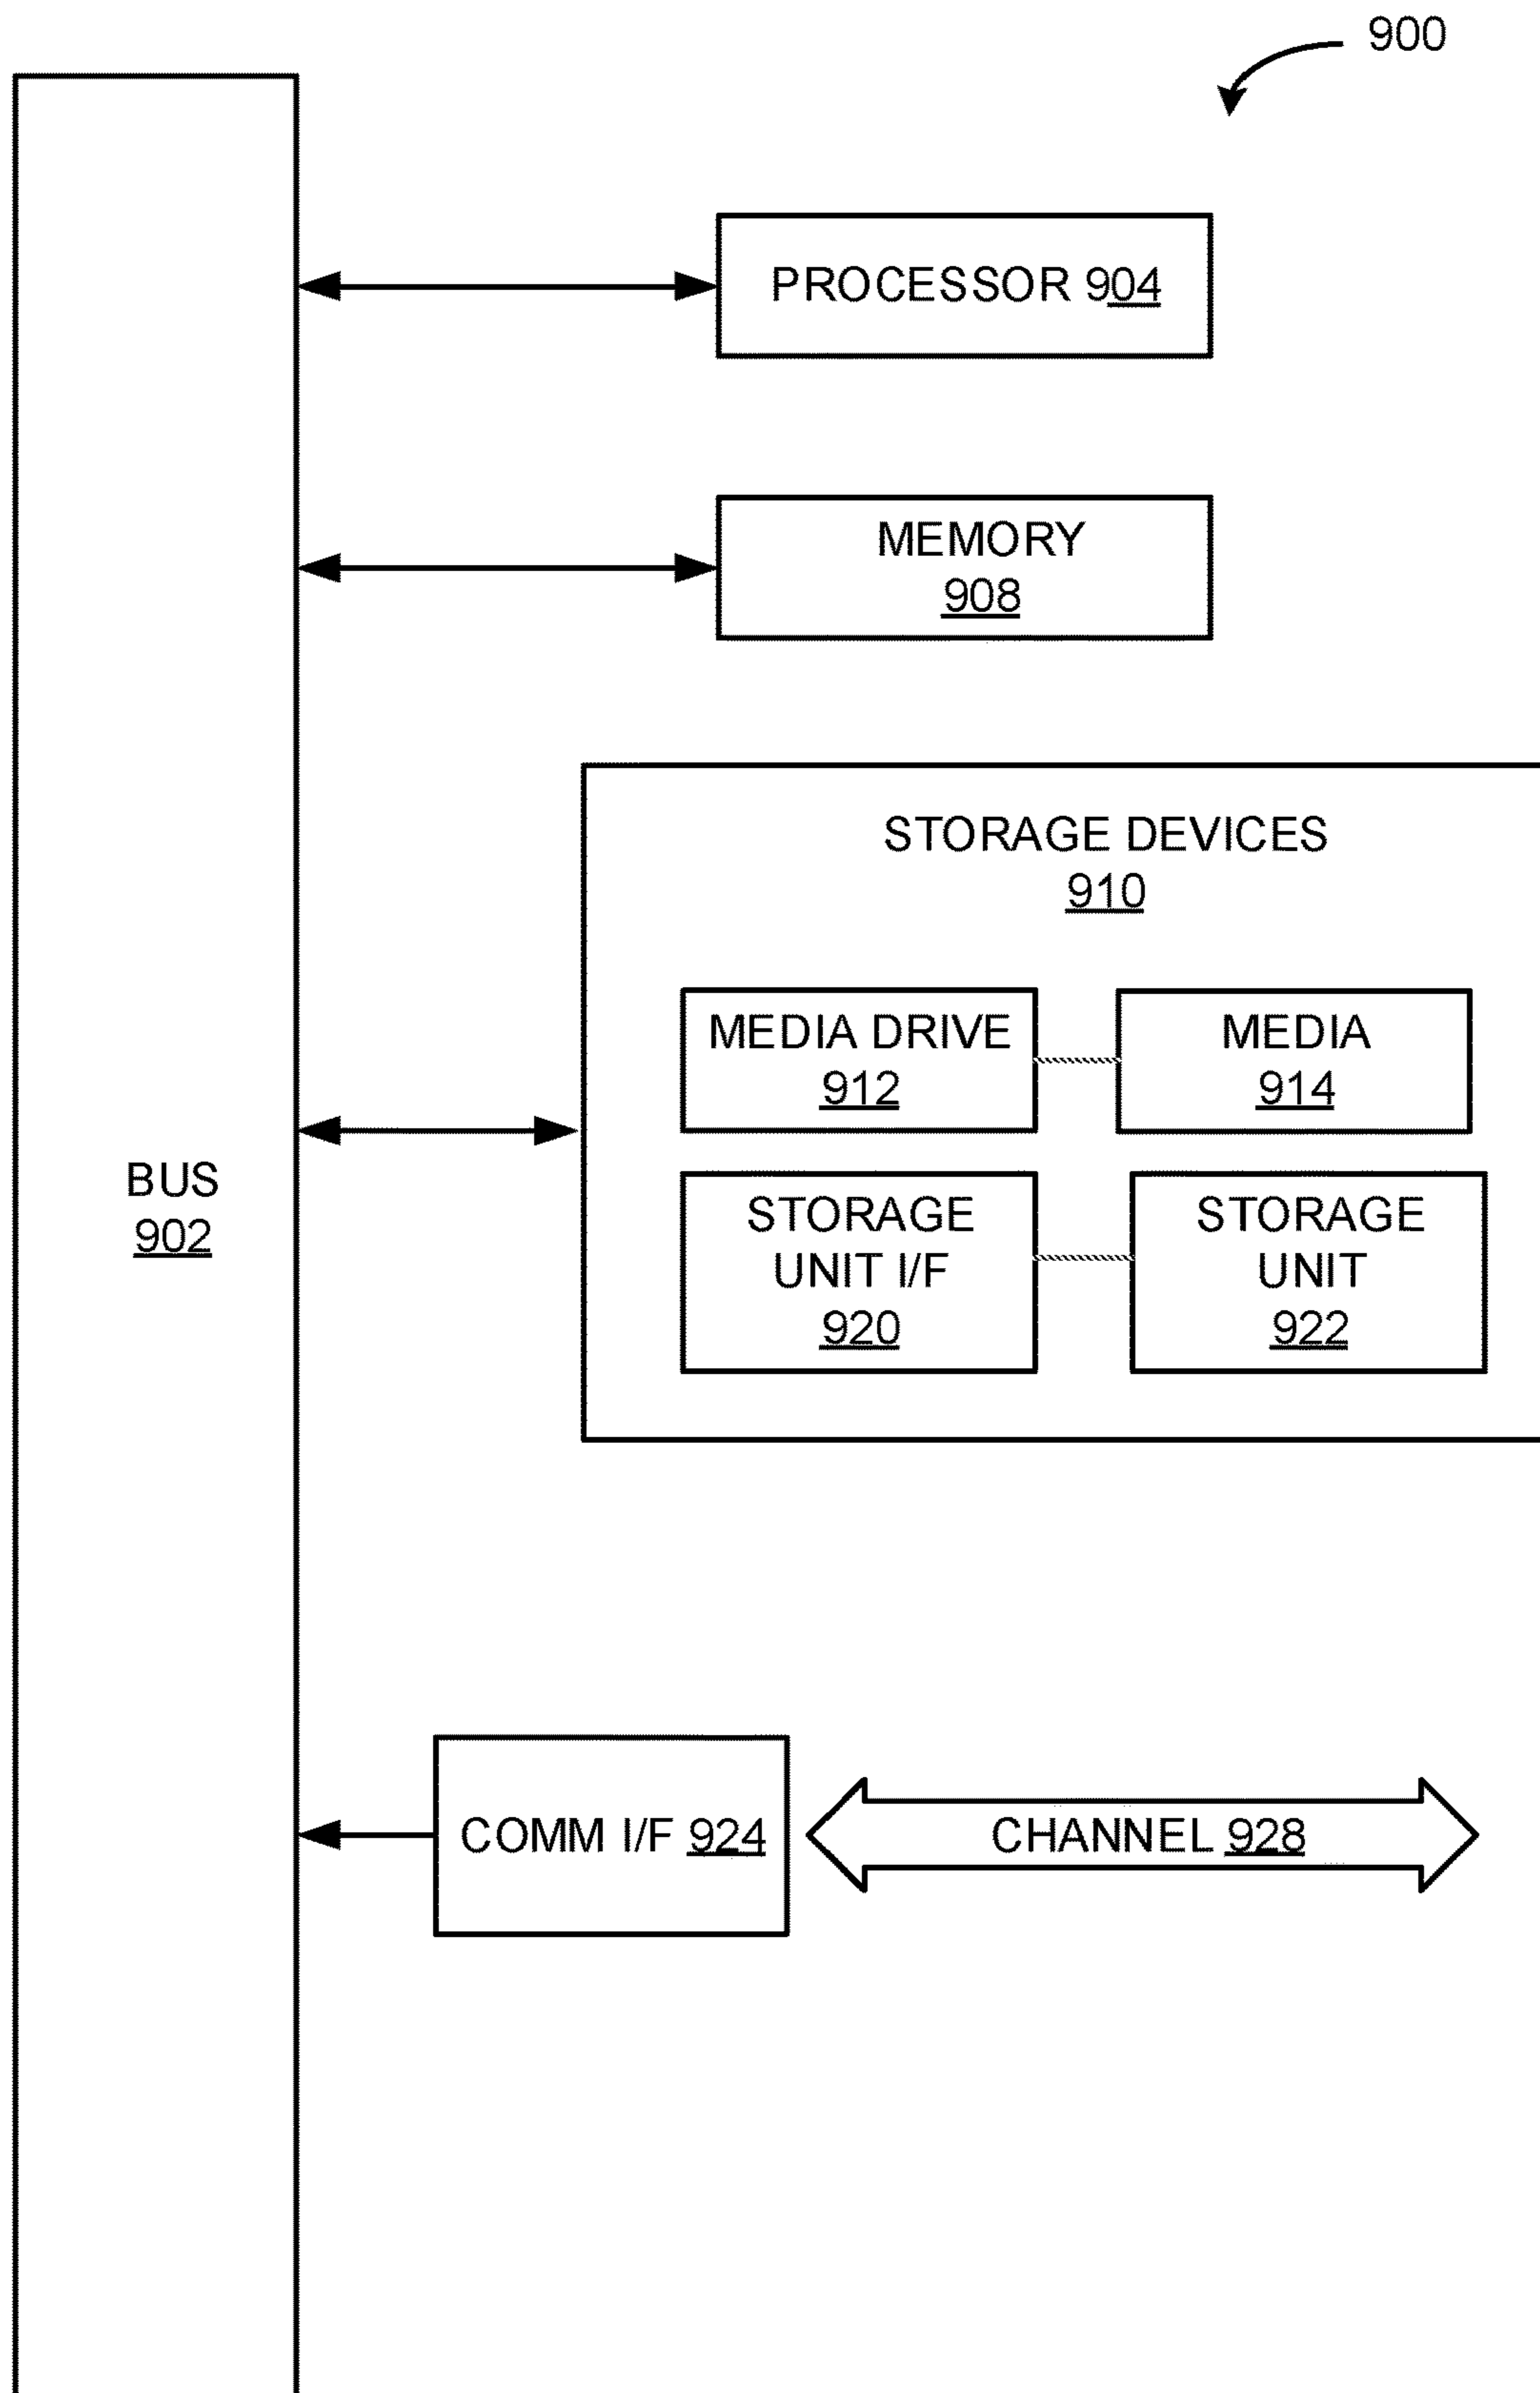 900
PROCESSOR 904
MEMORY
908
STORAGE DEVICES
910
MEDIA DRIVE
912
MEDIA
914
BUS
902
STORAGE
UNIT I/F
920
STORAGE
UNIT
922
COMM I/F 924
CHANNEL 928